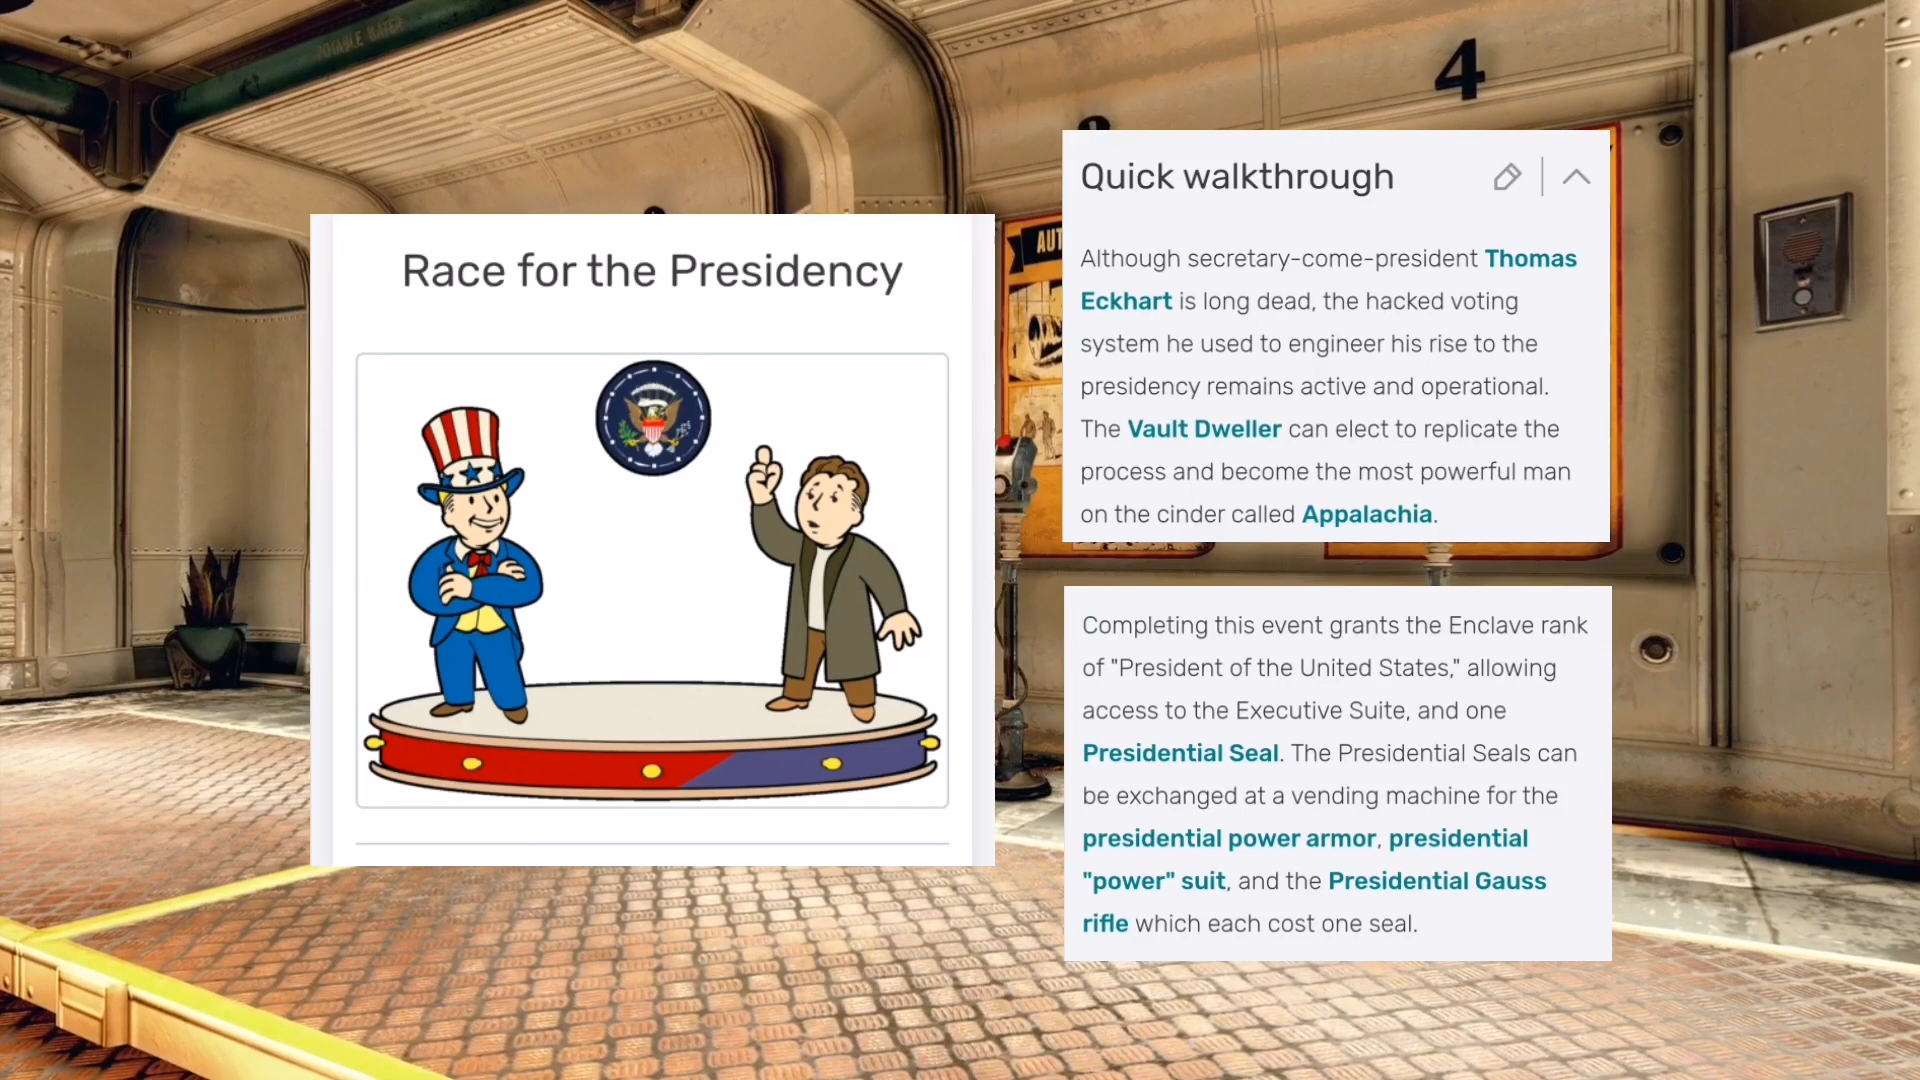 POTABLE WATER
4
AUT
Race for the Presidency
Quick walkthrough
Although secretary-come-president Thomas
Eckhart is long dead, the hacked voting
system he used to engineer his rise to the
presidency remains active and operational.
The Vault Dweller can elect to replicate the
process and become the most powerful man
on the cinder called Appalachia.
Completing this event grants the Enclave rank
of "President of the United States," allowing
access to the Executive Suite, and one
Presidential Seal. The Presidential Seals can
be exchanged at a vending machine for the
presidential power armor, presidential
"power" suit, and the Presidential Gauss
rifle which each cost one seal.